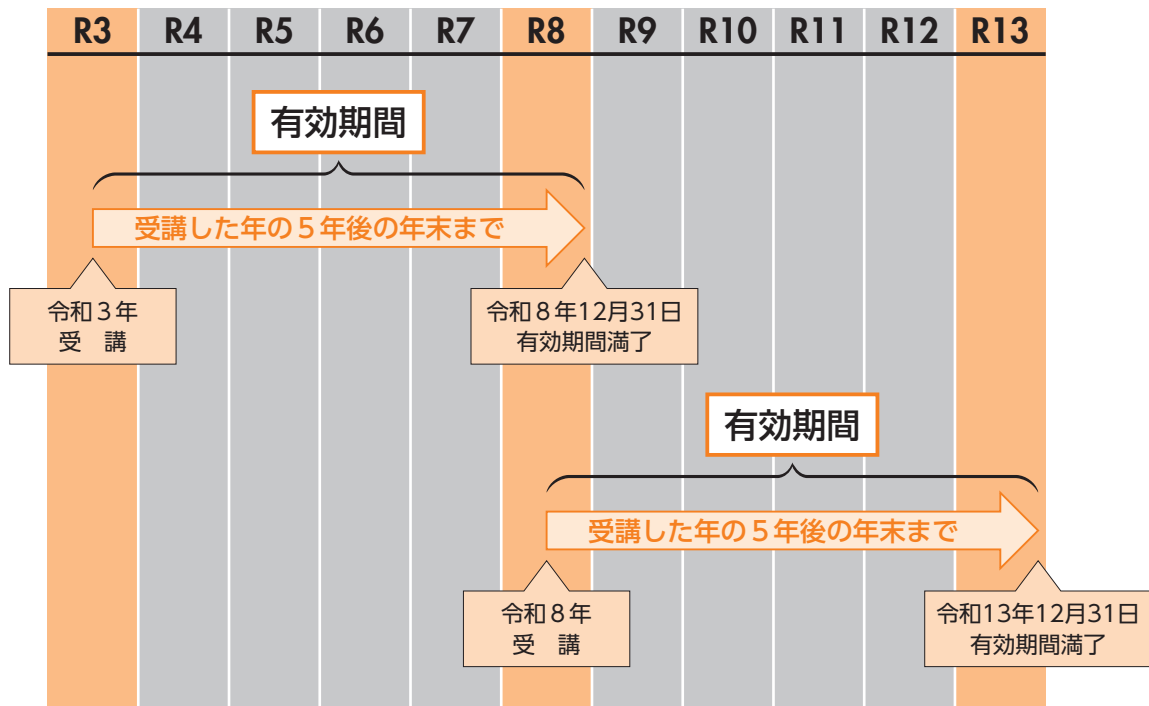 R3 R4 R5 R6 R7 R8 R9 R10 R11 R12 R13
有効期間
受講した年の5年後の年末まで
令和3年
受　講
令和8年12月31日
有効期間満了
有効期間
受講した年の5年後の年末まで
令和8年
受　講
令和13年12月31日
有効期間満了